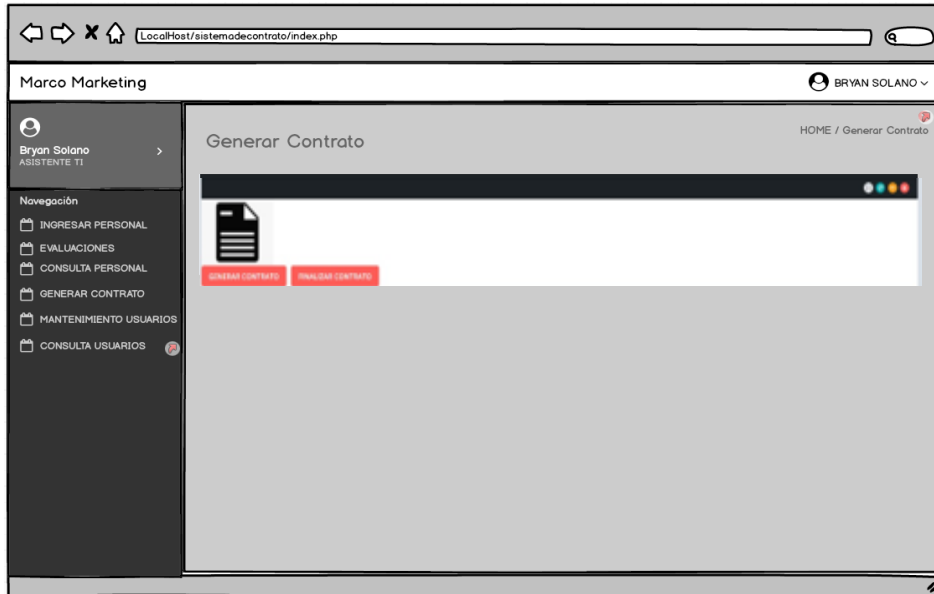 LocalHost/sistemadecontrato/index.php
Marco Marketing
BRYAN SOLANO
Bryan Solano
ASISTENTE TI
HOME / Generar Contrato
Generar Contrato
Navegación
INGRESAR PERSONAL
EVALUACIONES
CONSULTA PERSONAL
GENERAR CONTRATO
MANTENIMIENTO USUARIOS
CONSULTA USUARIOS
GENERAR CONTRATO
FINALIZAR CONTRATO